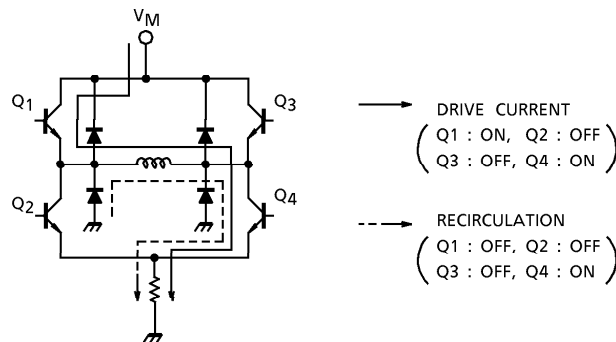 VM
Q1
Q3
Q2
Q4
DRIVE CURRENT
Q1 : ON, Q2 : OFF
Q3 : OFF, Q4 : ON
RECIRCULATION
Q1 : OFF, Q2 : OFF
Q3 : OFF, Q4 : ON